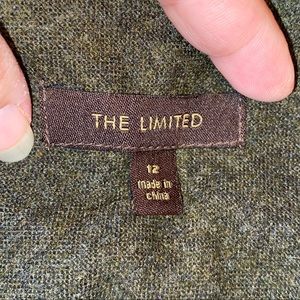 THE LIMITED
12
made in
china